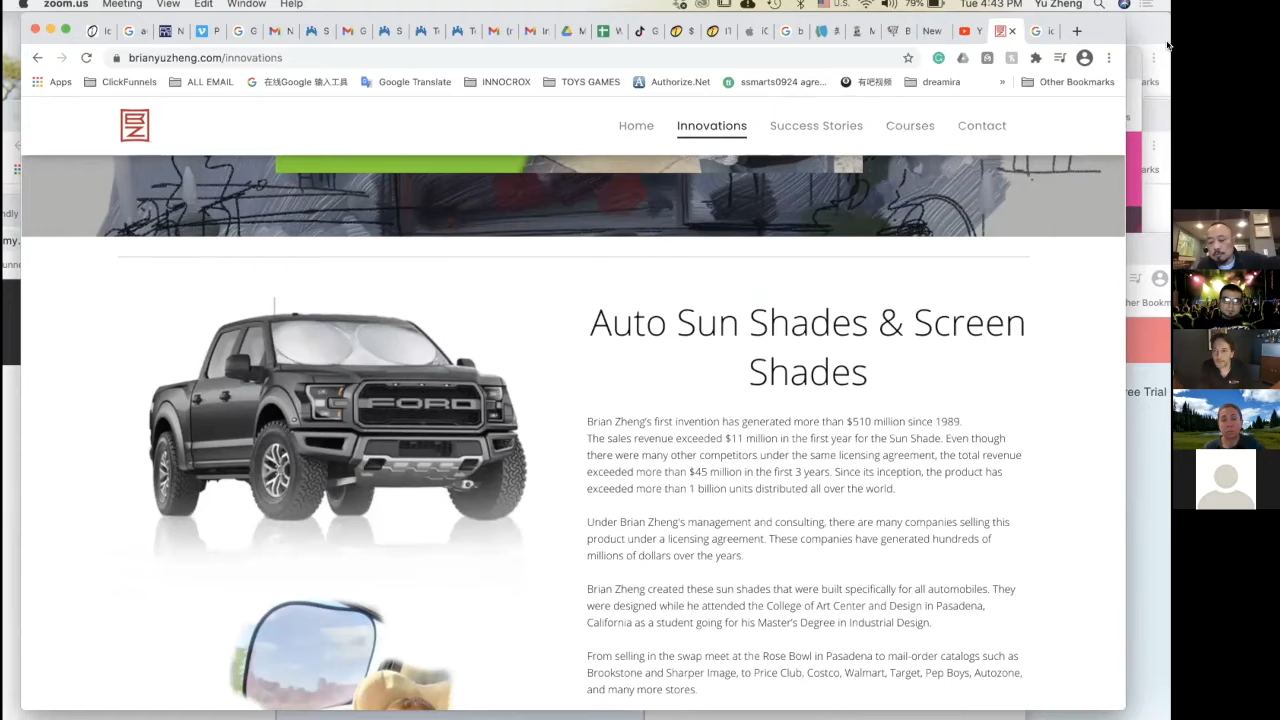 zoom.us Meeting View Edit Window Help U.S. 79% Tue 4:43 PM Yu Zheng
New
brianyuzheng.com/innovations
Apps ClickFunnels ALL EMAIL 在线Google 输入工具 Google Translate INNOCROX TOYS GAMES Authorize.Net ssmarts0924 agre... 有吧视频 dreamira » Other Bookmarks
BZ
Home Innovations Success Stories Courses Contact
Auto Sun Shades & Screen
Shades
FORD
Brian Zheng's first invention has generated more than $510 million since 1989.
The sales revenue exceeded $11 million in the first year for the Sun Shade. Even though
there were many other competitors under the same licensing agreement, the total revenue
exceeded more than $45 million in the first 3 years. Since its inception, the product has
exceeded more than 1 billion units distributed all over the world.
Under Brian Zheng's management and consulting, there are many companies selling this
product under a licensing agreement. These companies have generated hundreds of
millions of dollars over the years.
Brian Zheng created these sun shades that were built specifically for all automobiles. They
were designed while he attended the College of Art Center and Design in Pasadena,
California as a student going for his Master's Degree in Industrial Design.
From selling in the swap meet at the Rose Bowl in Pasadena to mail-order catalogs such as
Brookstone and Sharper Image, to Price Club, Costco, Walmart, Target, Pep Boys, Autozone,
and many more stores.
ree Trial